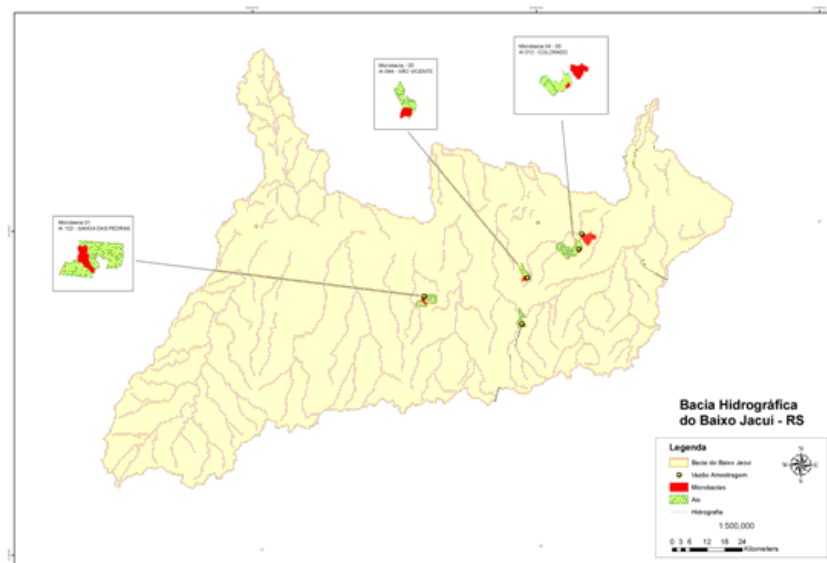 Microbacia - 03
AI 044 - SÃO VICENTE
Microbacia 04 - 05
AI 012 - COLORADO
Microbacia 01
AI 102 - SANGA DAS PEDRAS
Bacia Hidrográfica
do Baixo Jacuí - RS
Legenda
Bacia do Baixo Jacuí
Vazão Amostragem
Microbacias
AIs
Hidrografia
N
W E
S
1:500,000
0 3 6 12 18 24
Kilometers